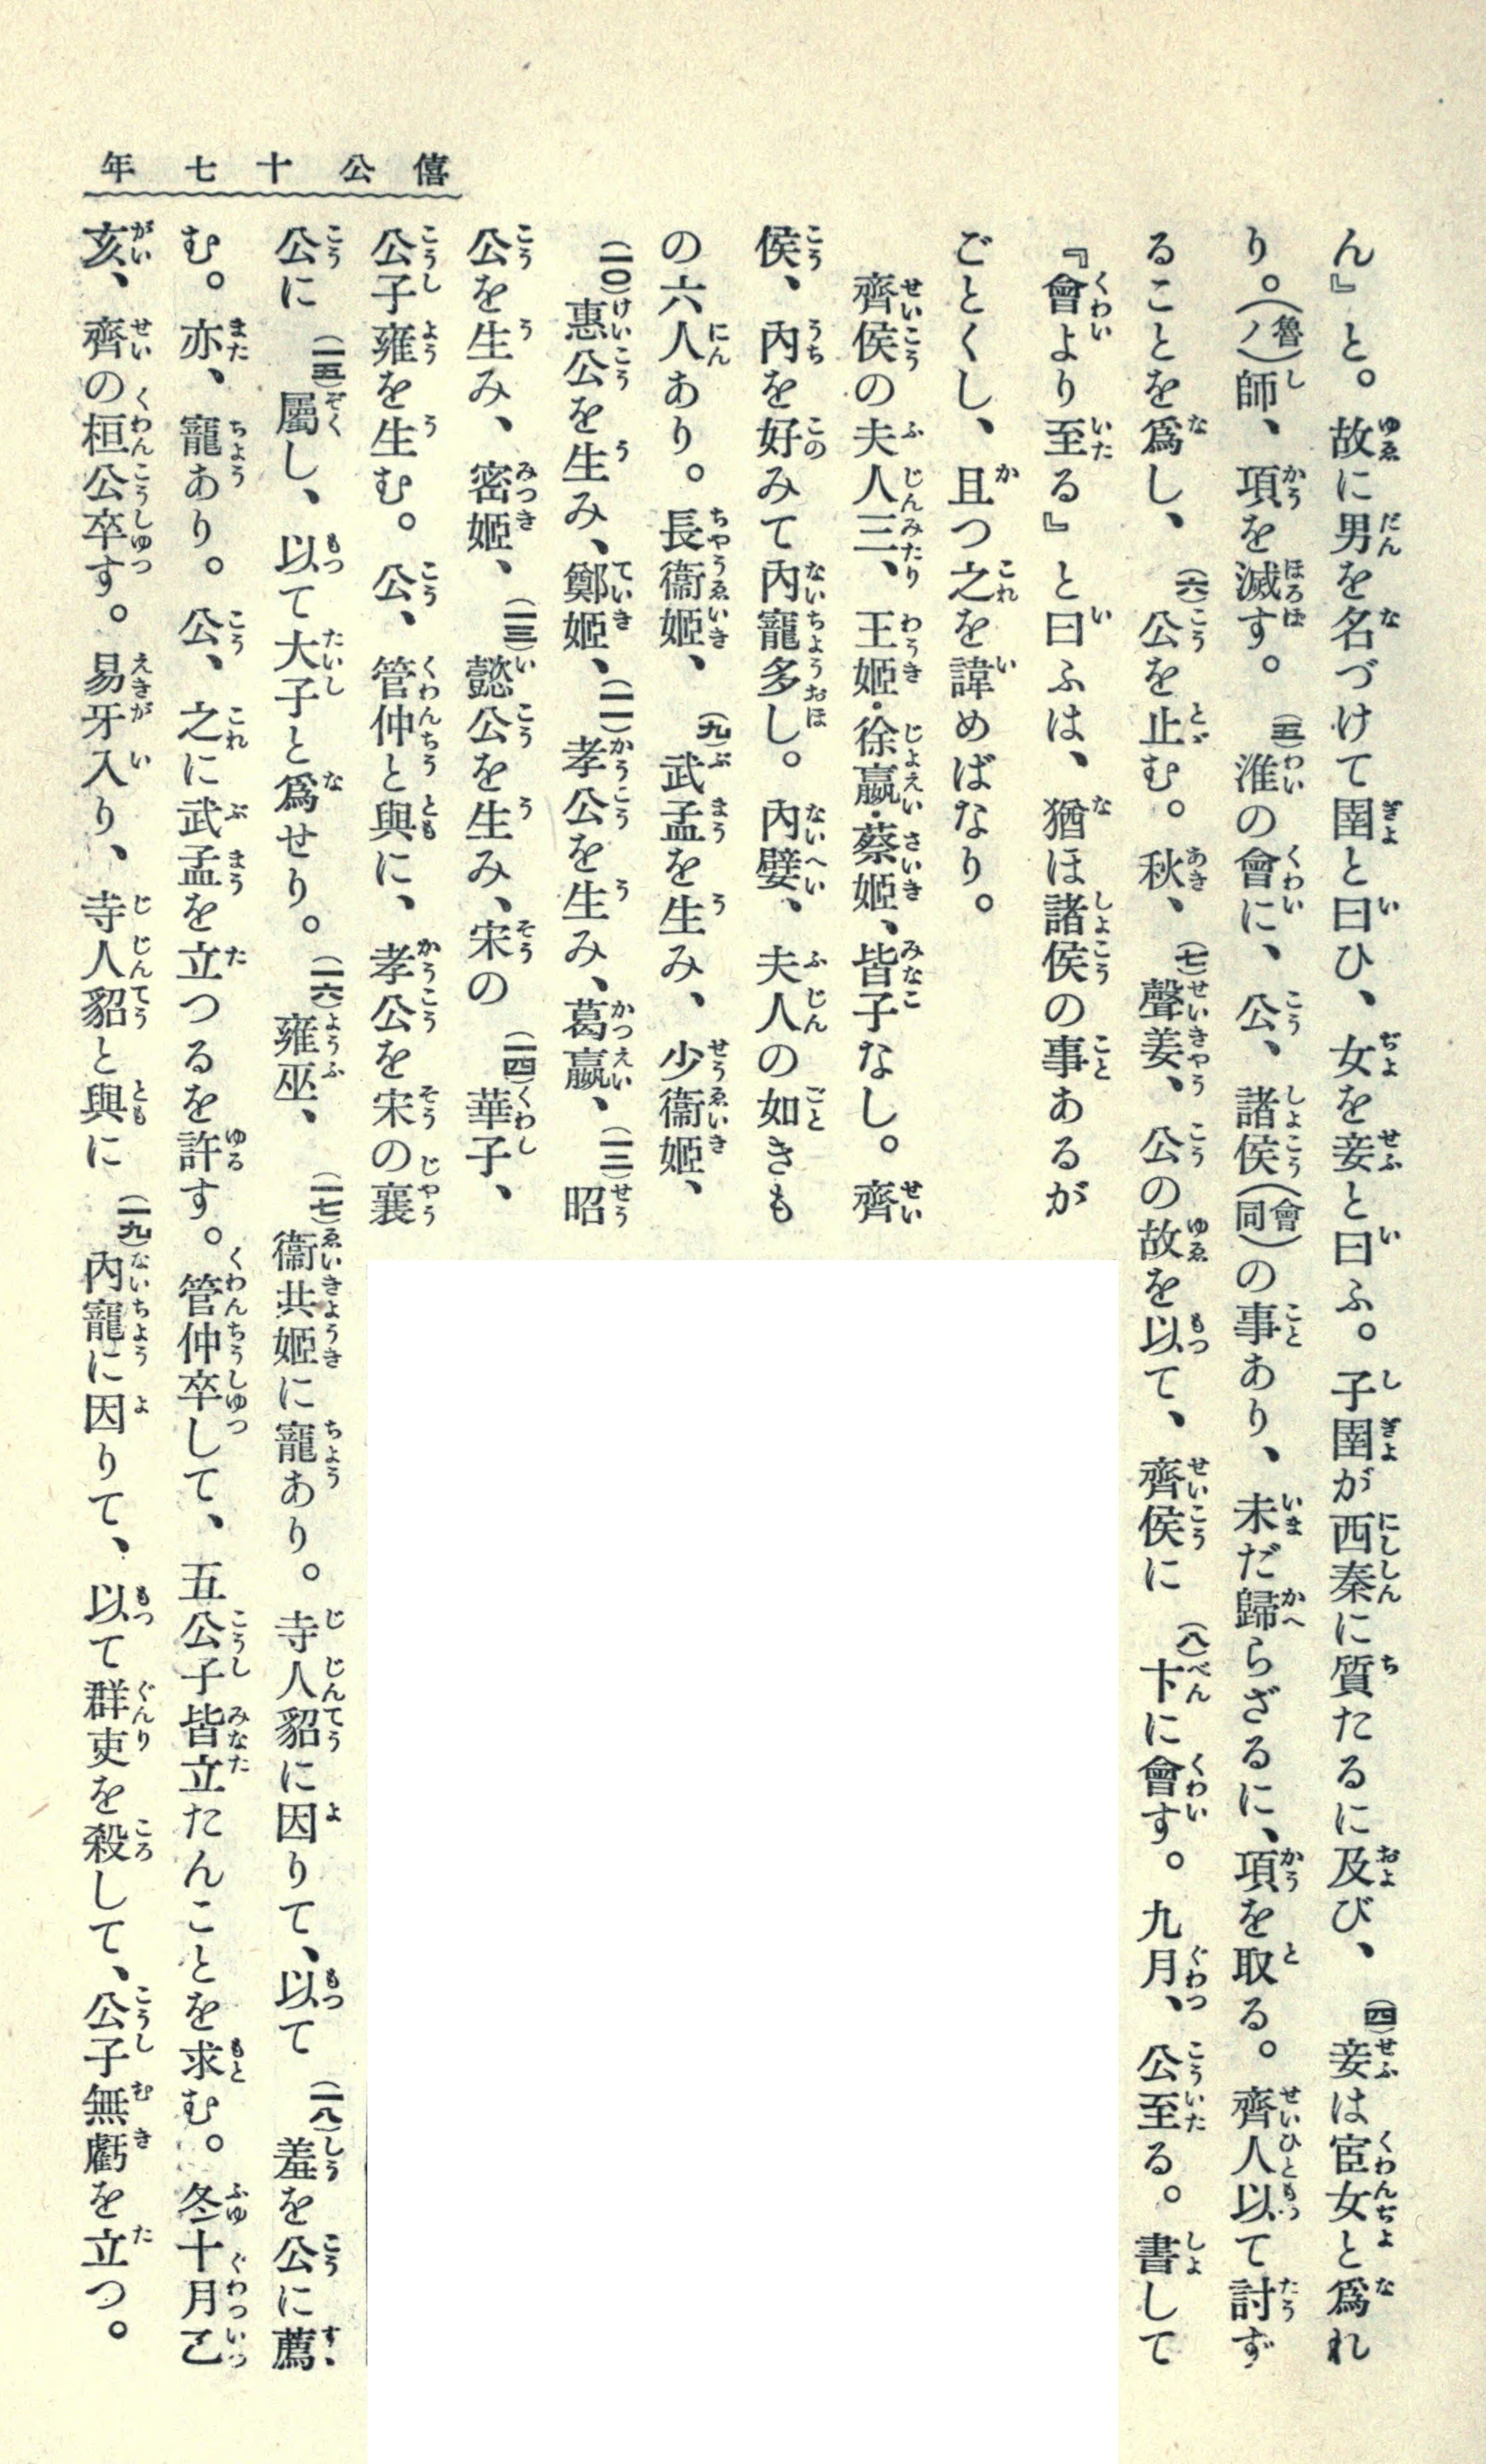 僖公十七年
ん』と。故に男を名づけて圉と曰ひ、女を妾と曰ふ。子圉が西秦に質たるに及び、(四)妾は宦女と爲れ
り。(魯ノ)師、項を滅す。(五)淮の會に、公、諸侯(會同)の事あり、未だ歸らざるに、項を取る。齊人以て討ず
ることを爲し、(六)公を止む。秋、(七)聲姜、公の故を以て、齊侯に(八)卞に會す。九月、公至る。書して
『會より至る』と曰ふは、猶ほ諸侯の事あるが
ごとくし、且つ之を諱めばなり。
齊侯の夫人三、王姬・徐嬴・蔡姬、皆子なし。齊
侯、內を好みて內寵多し。內嬖、夫人の如きも
の六人あり。長衞姬、(九)武孟を生み、少衞姬、
(一〇)惠公を生み、鄭姬、(一一)孝公を生み、葛嬴、(一二)昭
公を生み、密姬、(一三)懿公を生み、宋の(一四)華子、
公子雍を生む。公、管仲と與に、孝公を宋の襄
公に(一五)屬し、以て大子と爲せり。(一六)雍巫、(一七)衞共姬に寵あり。寺人貂に因りて、以て(一八)羞を公に薦
む。亦、寵あり。公、之に武孟を立つるを許す。管仲卒して、五公子皆立たんことを求む。冬十月乙
亥、齊の桓公卒す。易牙入り、寺人貂と與に(一九)內寵に因りて、以て群吏を殺して、公子無虧を立つ。